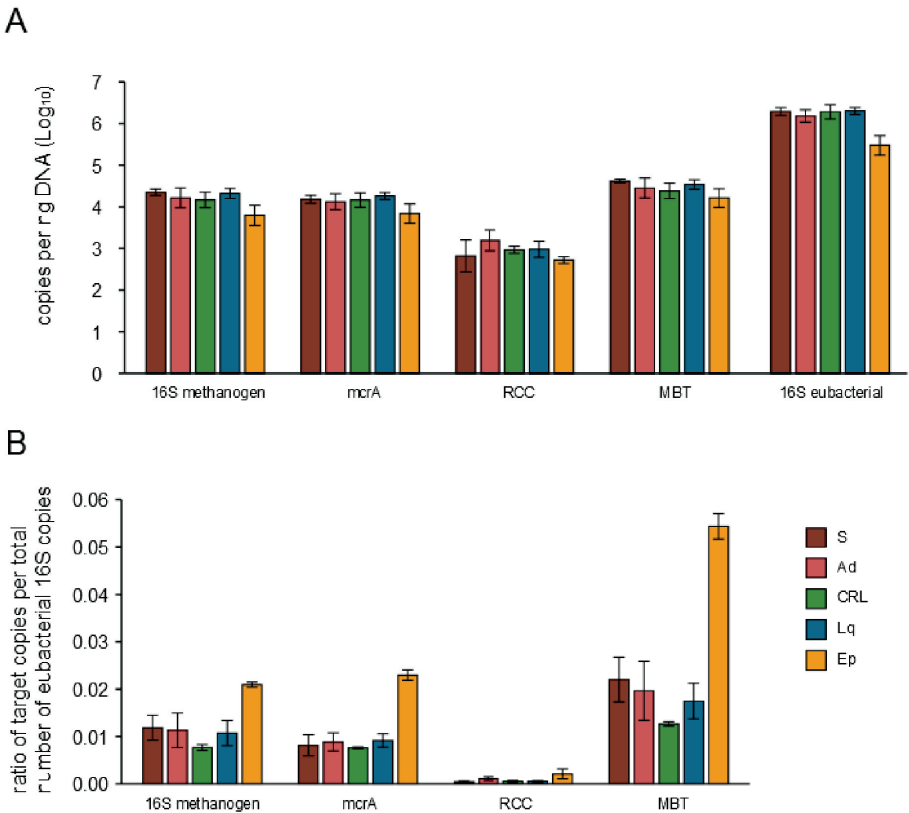 A
copies per ng DNA (Log10)
7
6
5
4
3
2
1
0
16S methanogen mcrA RCC MBT 16S eubacterial
B
ratio of target copies per total
number of eubacterial 16S copies
0.06
0.05
0.04
0.03
0.02
0.01
0.00
16S methanogen mcrA RCC MBT
S
Ad
CRL
Lq
Ep